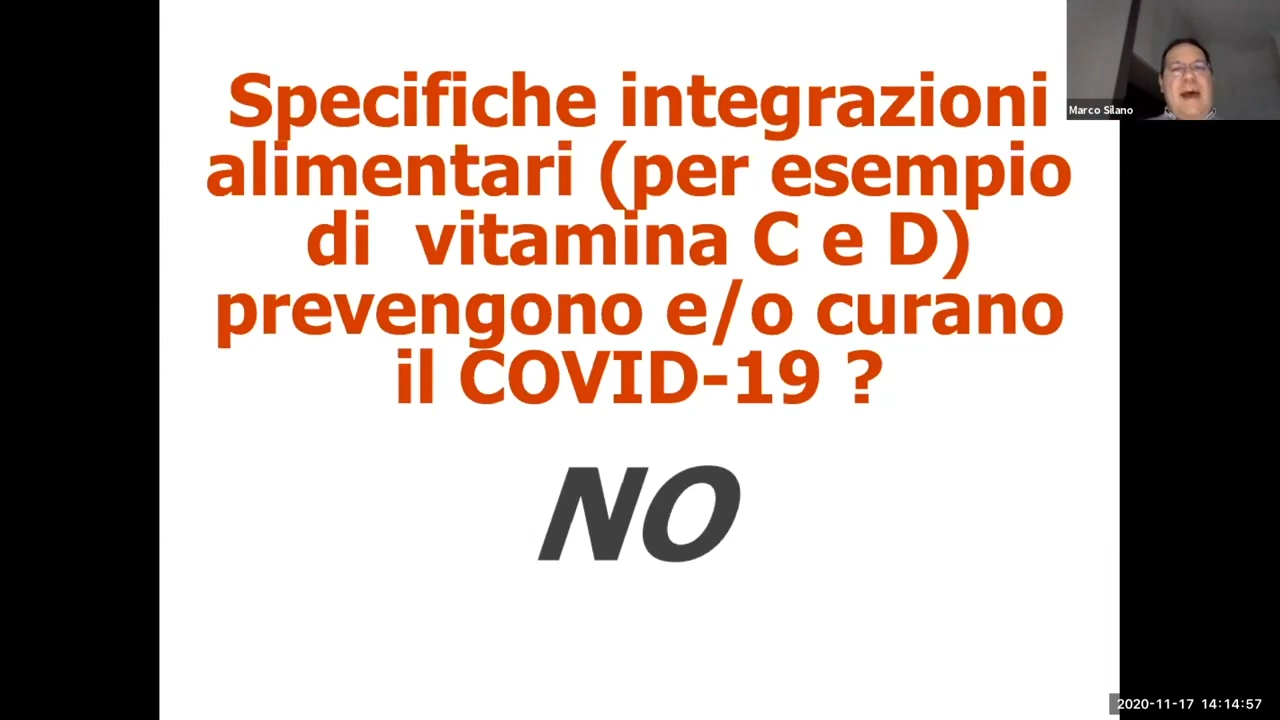 Specifiche integrazioni
alimentari (per esempio
di vitamina C e D)
prevengono e/o curano
il COVID-19 ?
NO
Marco Silano
2020-11-17 14:14:57